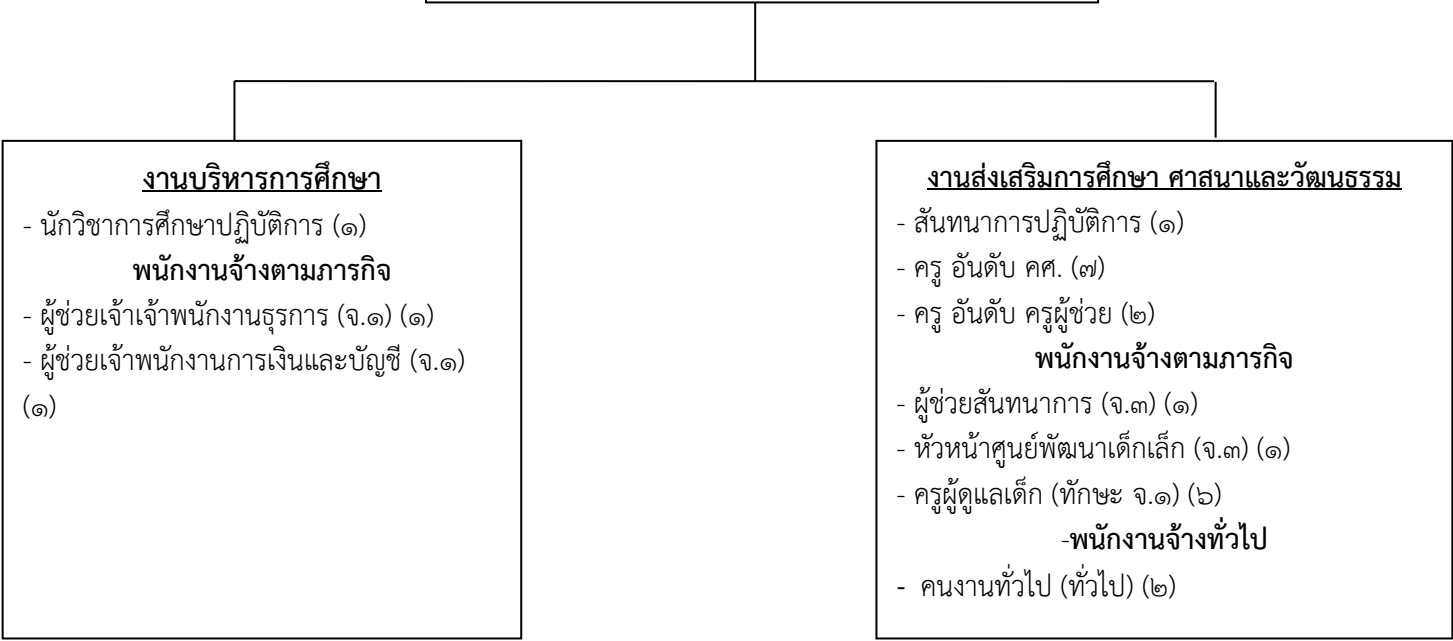 งานบริหารการศึกษา
- นักวิชาการศึกษาปฏิบัติการ (๑)
พนักงานจ้างตามภารกิจ
- ผู้ช่วยเจ้าเจ้าพนักงานธุรการ (จ.๑) (๑)
- ผู้ช่วยเจ้าพนักงานการเงินและบัญชี (จ.๑)
(๑)
งานส่งเสริมการศึกษา ศาสนาและวัฒนธรรม
- สันทนาการปฏิบัติการ (๑)
- ครู อันดับ คศ. (๗)
- ครู อันดับ ครูผู้ช่วย (๒)
พนักงานจ้างตามภารกิจ
- ผู้ช่วยสันทนาการ (จ.๓) (๑)
- หัวหน้าศูนย์พัฒนาเด็กเล็ก (จ.๓) (๑)
- ครูผู้ดูแลเด็ก (ทักษะ จ.๑) (๖)
-พนักงานจ้างทั่วไป
- คนงานทั่วไป (ทั่วไป) (๒)